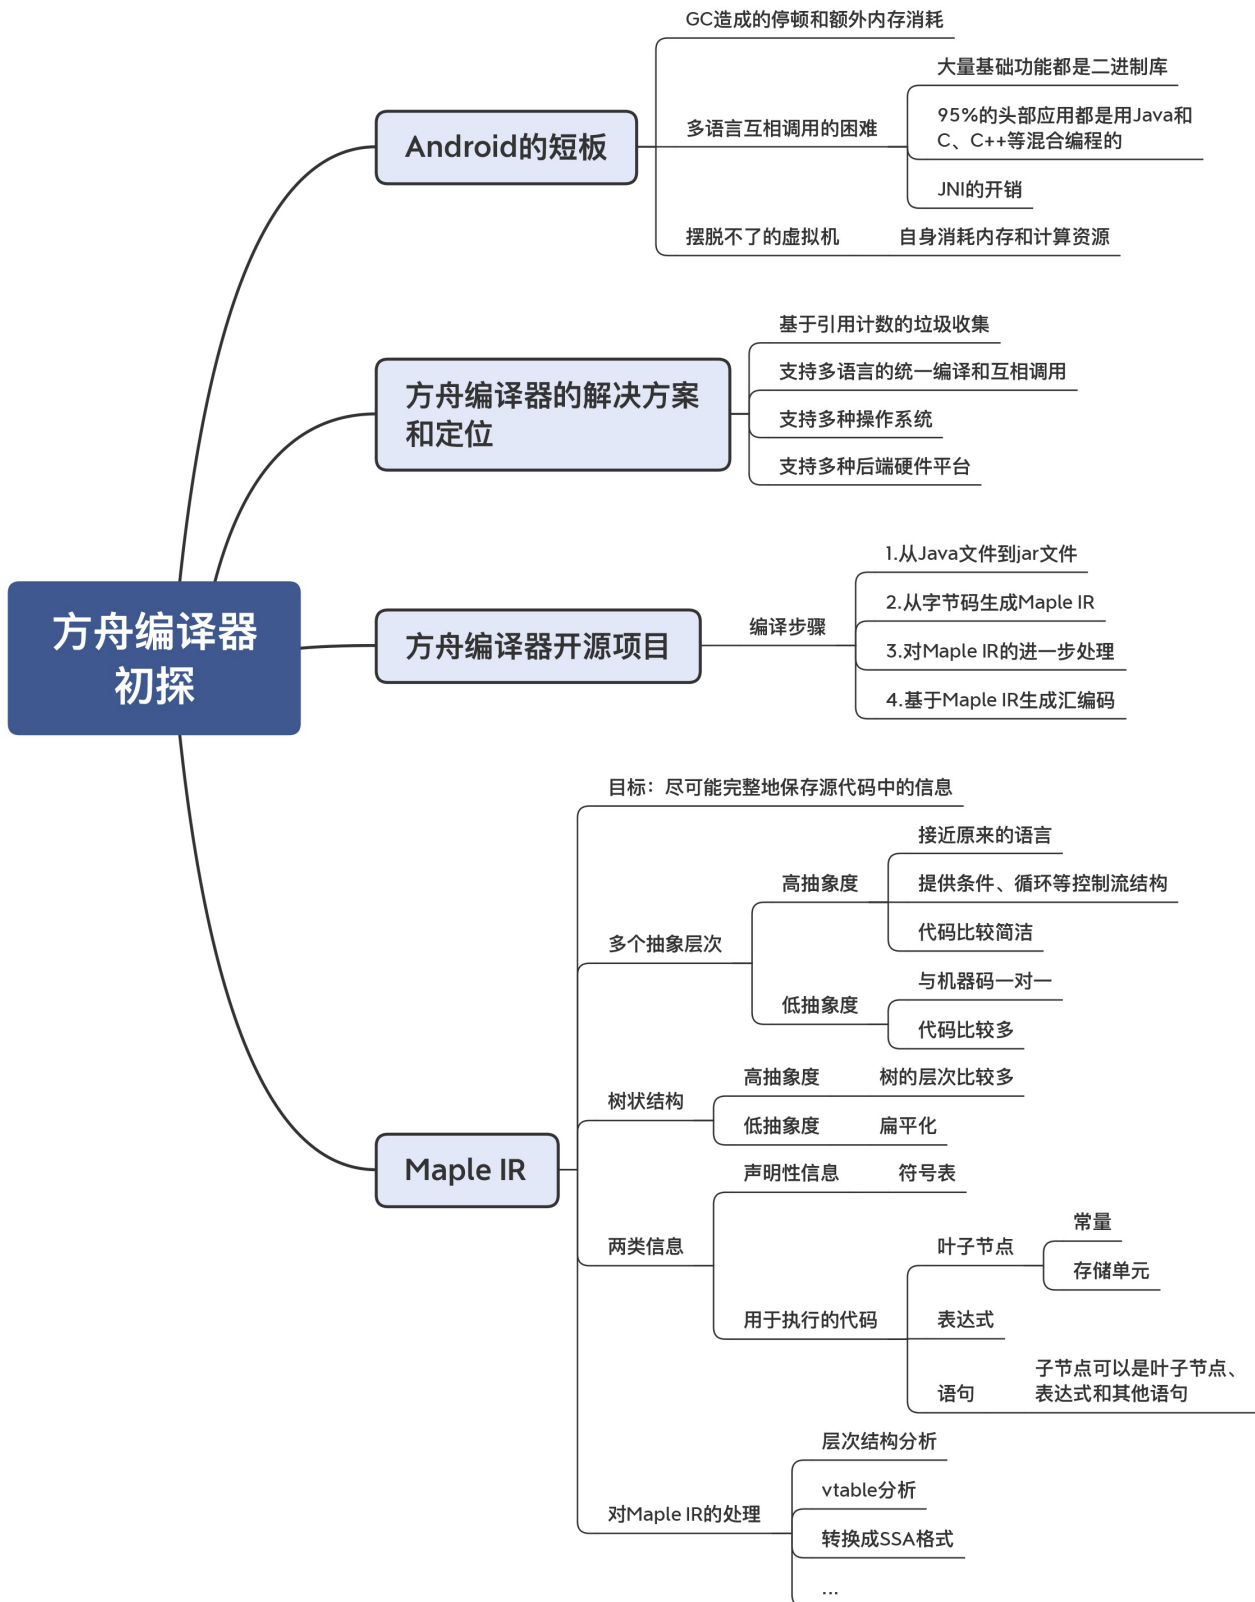 方舟编译器
初探
Android的短板
GC造成的停顿和额外内存消耗
多语言互相调用的困难
大量基础功能都是二进制库
95%的头部应用都是用Java和
C、C++等混合编程的
JNI的开销
摆脱不了的虚拟机
自身消耗内存和计算资源
方舟编译器的解决方案
和定位
基于引用计数的垃圾收集
支持多语言的统一编译和互相调用
支持多种操作系统
支持多种后端硬件平台
方舟编译器开源项目
编译步骤
1.从Java文件到jar文件
2.从字节码生成Maple IR
3.对Maple IR的进一步处理
4.基于Maple IR生成汇编码
Maple IR
目标：尽可能完整地保存源代码中的信息
多个抽象层次
高抽象度
接近原来的语言
提供条件、循环等控制流结构
代码比较简洁
低抽象度
与机器码一对一
代码比较多
树状结构
高抽象度
树的层次比较多
低抽象度
扁平化
两类信息
声明性信息
符号表
用于执行的代码
叶子节点
常量
存储单元
表达式
语句
子节点可以是叶子节点、
表达式和其他语句
对Maple IR的处理
层次结构分析
vtable分析
转换成SSA格式
...